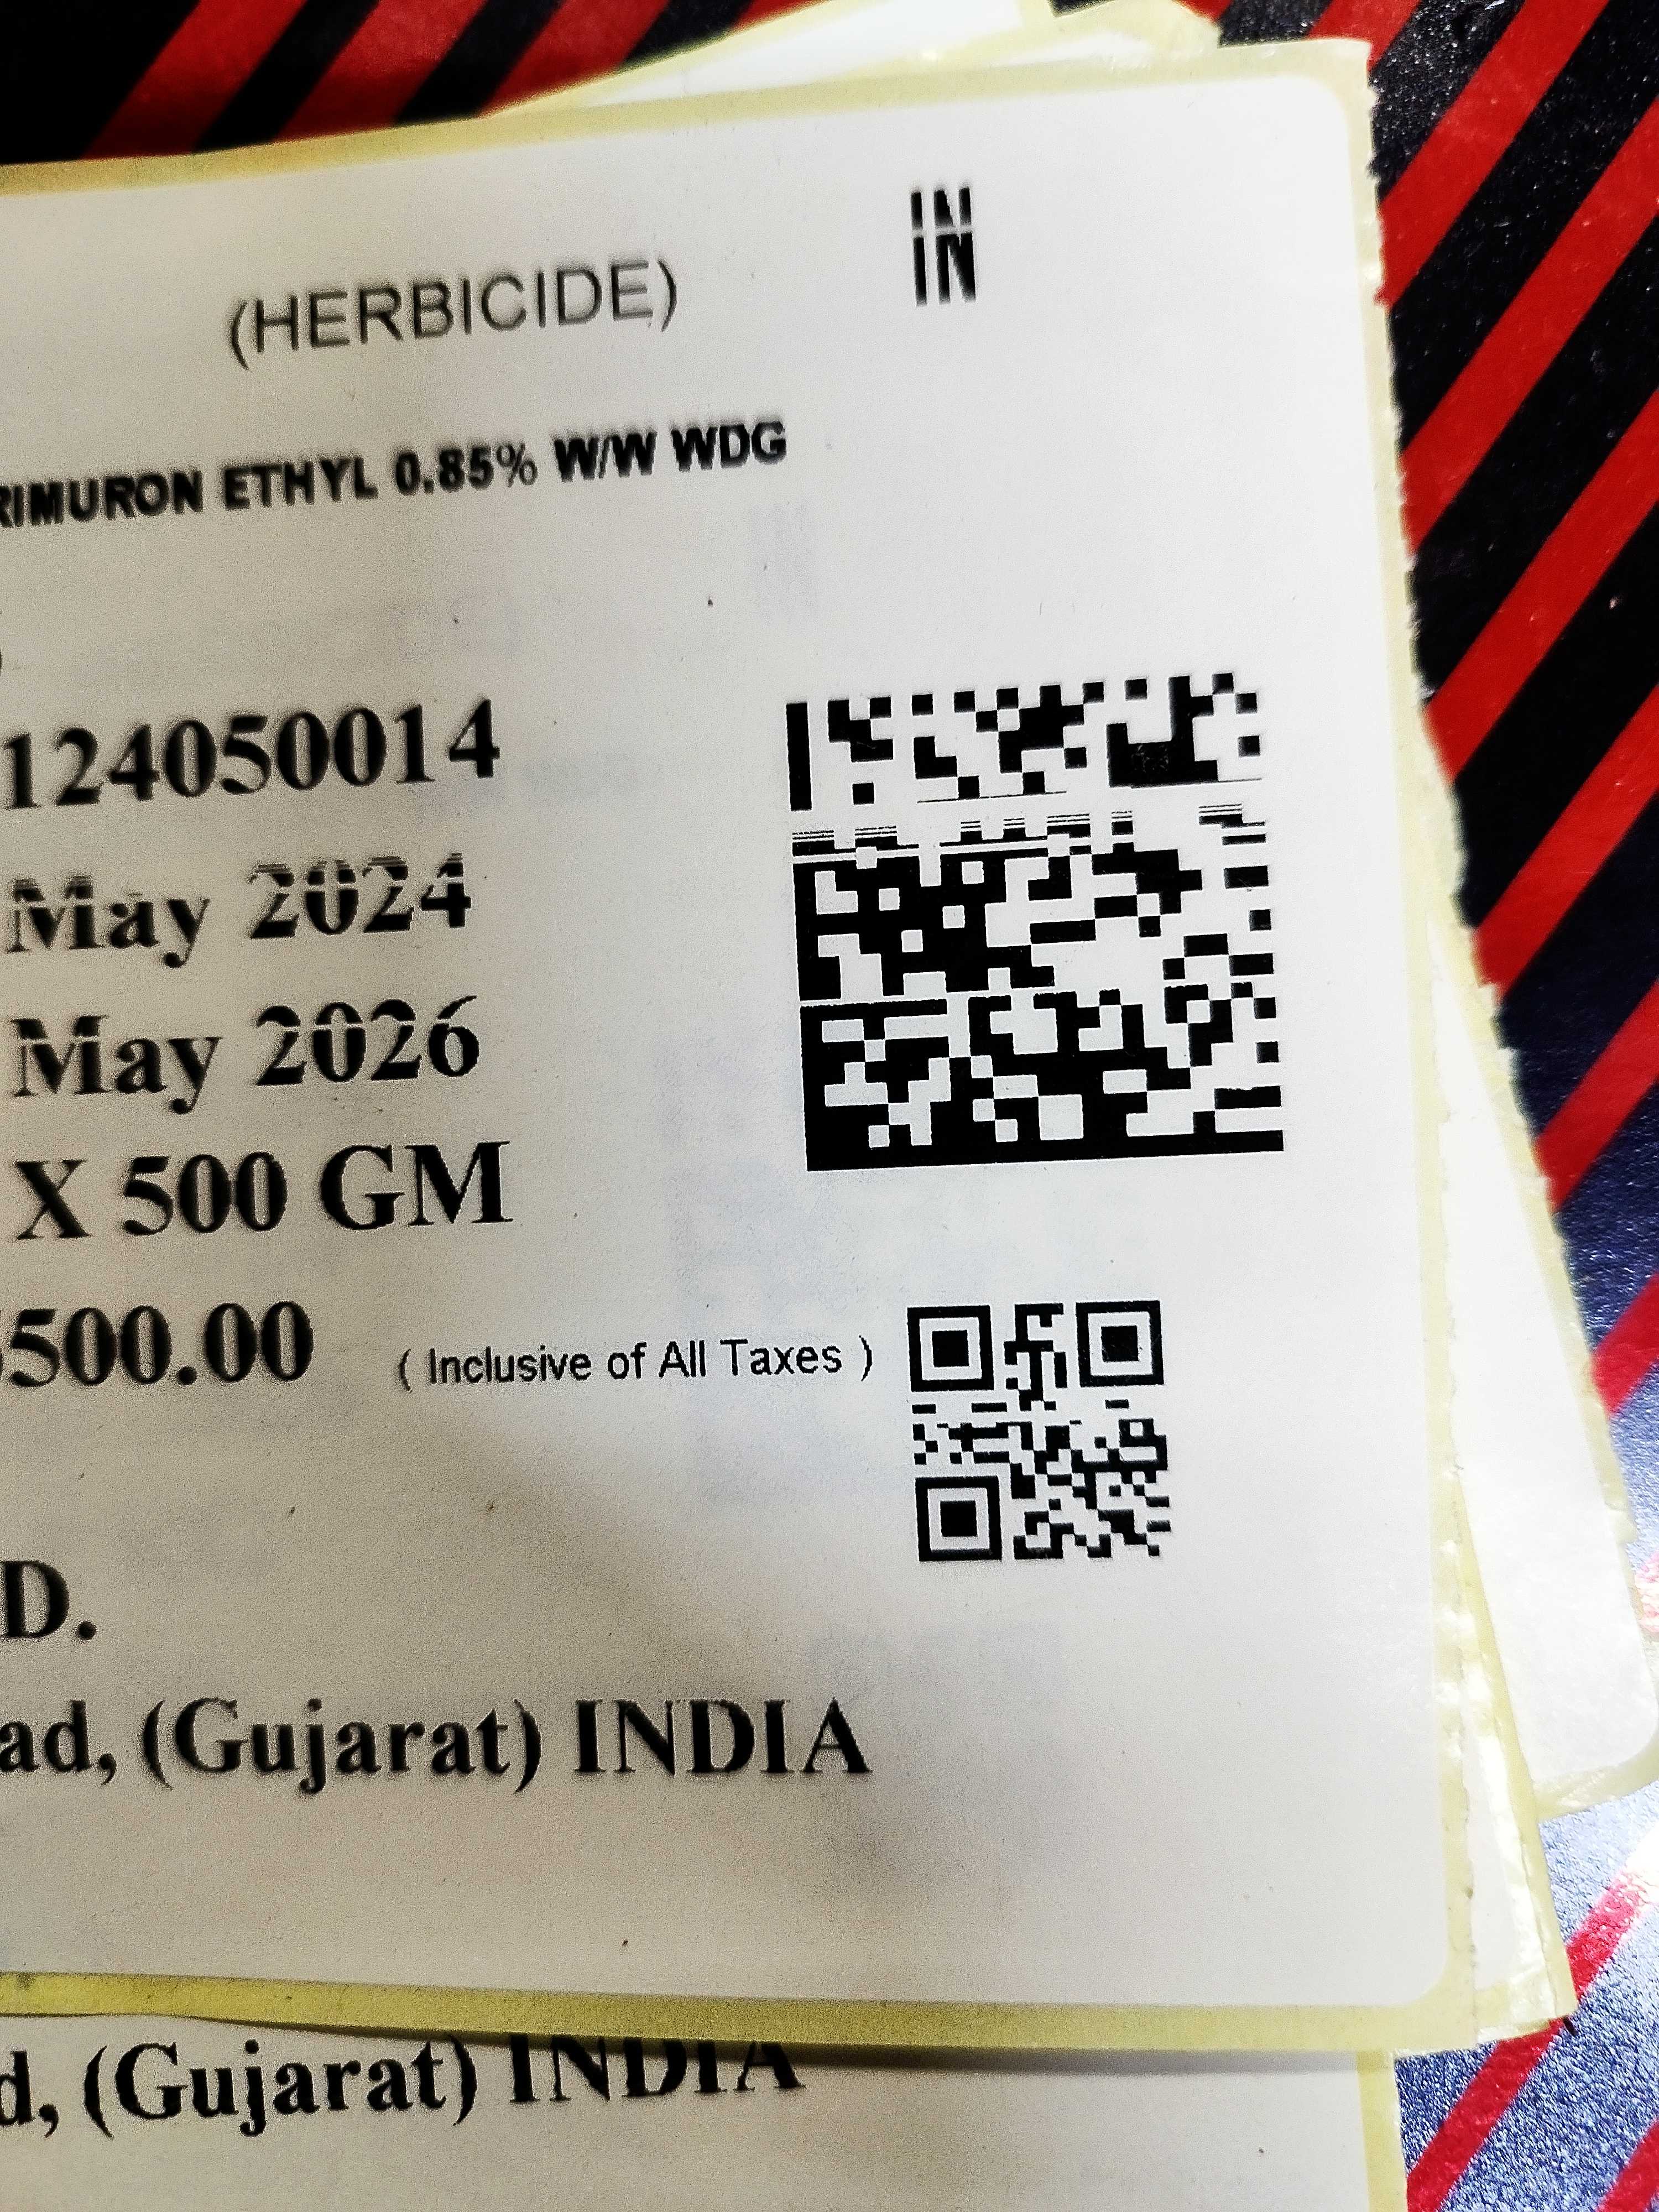 IN
(HERBICIDE)
RIMURON ETHYL 0.85% W/W WDG
124050014
May 2024
May 2026
X 500 GM
500.00 ( Inclusive of All Taxes )
D.
ad, (Gujarat) INDIA
d, (Gujarat) INDIA